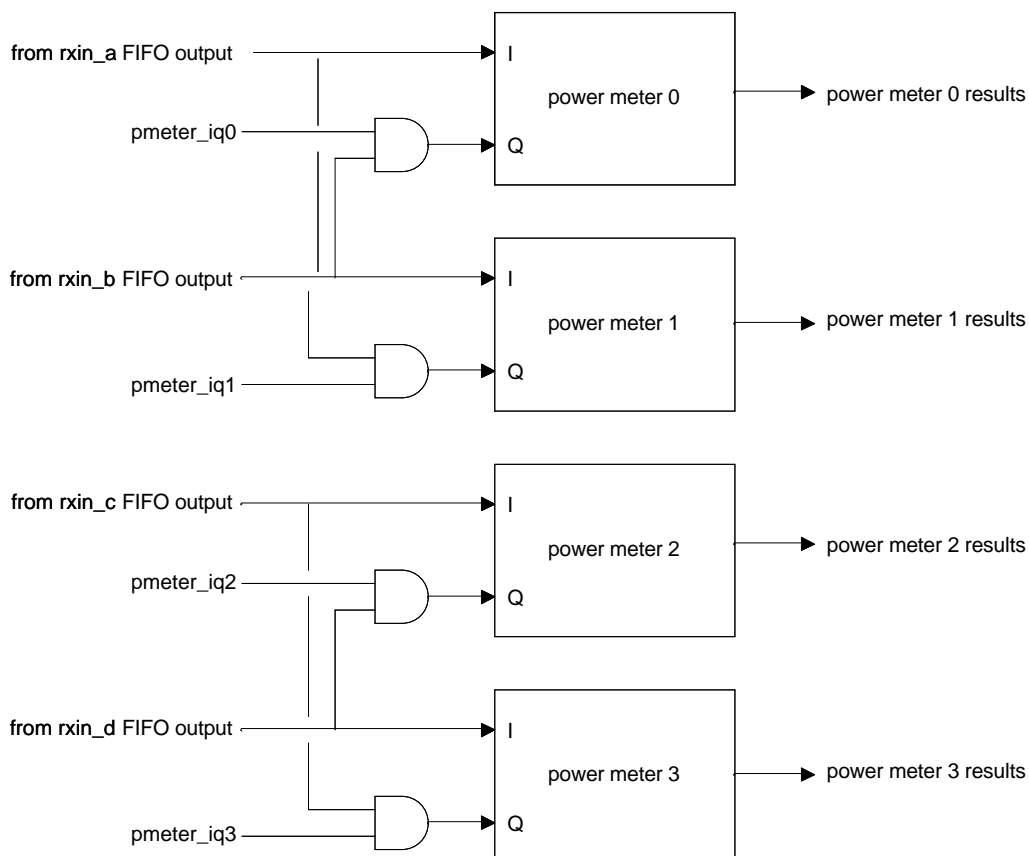 from rxin_a FIFO output
I
power meter 0
power meter 0 results
pmeter_iq0
Q
from rxin_b FIFO output
I
power meter 1
power meter 1 results
pmeter_iq1
Q
from rxin_c FIFO output
I
power meter 2
power meter 2 results
pmeter_iq2
Q
from rxin_d FIFO output
I
power meter 3
power meter 3 results
pmeter_iq3
Q